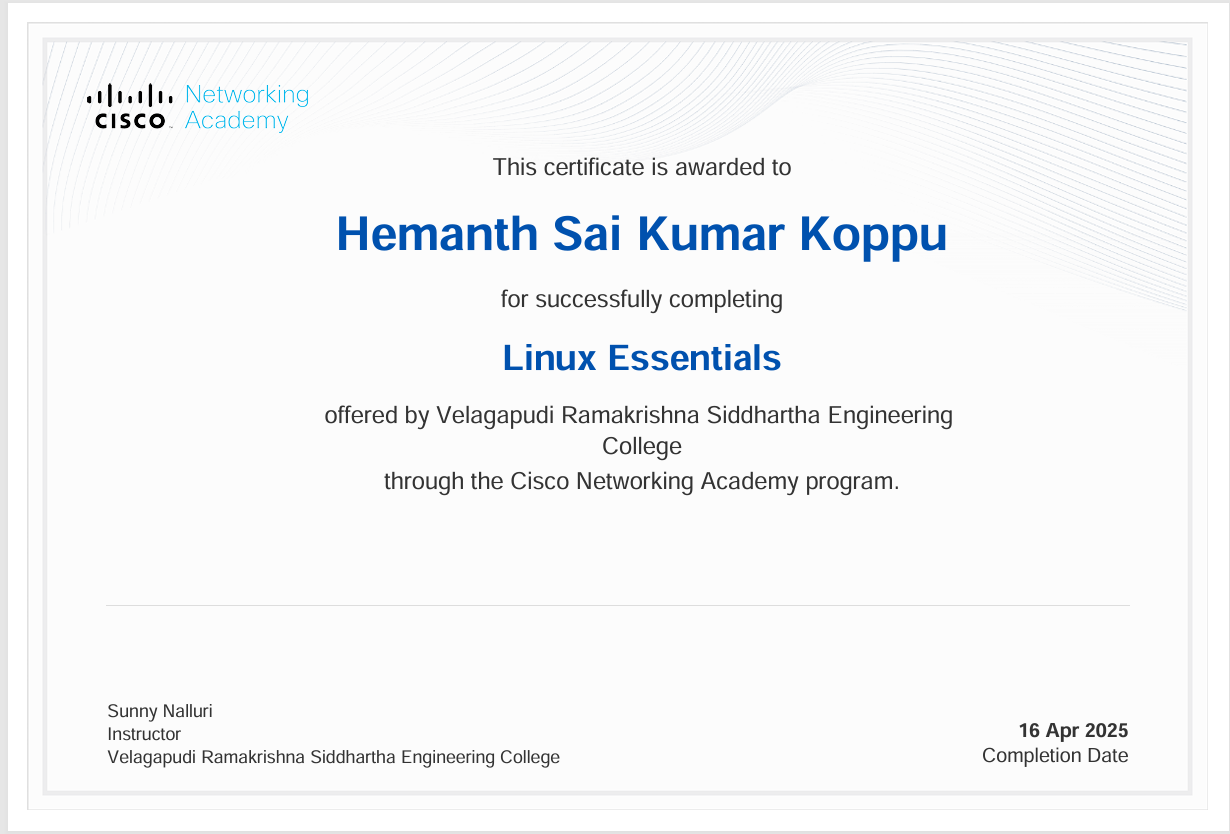 CISCO
Networking
Academy
This certificate is awarded to
Hemanth Sai Kumar Koppu
for successfully completing
Linux Essentials
offered by Velagapudi Ramakrishna Siddhartha Engineering
College
through the Cisco Networking Academy program.
Sunny Nalluri
Instructor
Velagapudi Ramakrishna Siddhartha Engineering College
16 Apr 2025
Completion Date